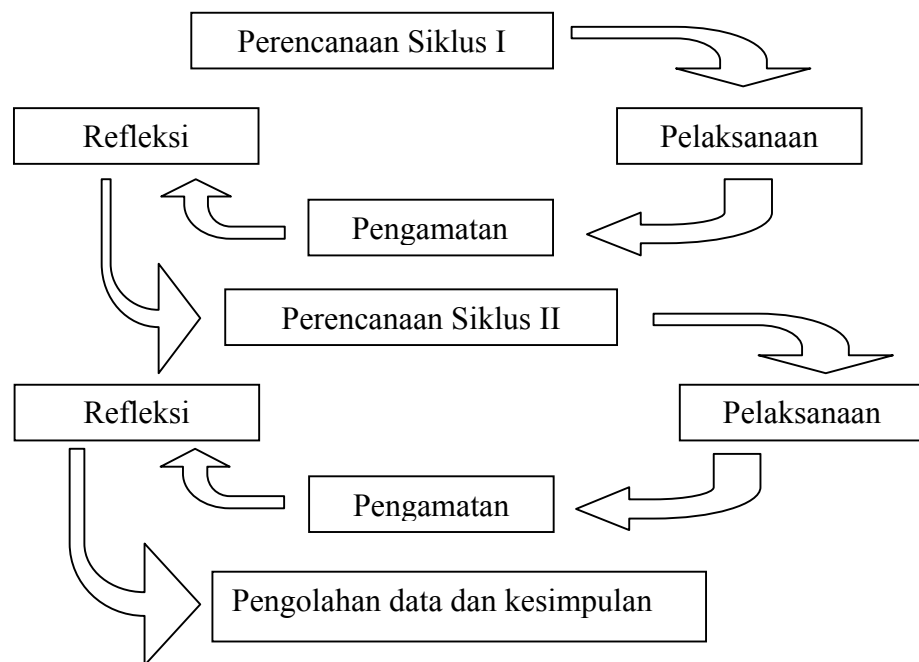 Perencanaan Siklus I
Refleksi
Pelaksanaan
Pengamatan
Perencanaan Siklus II
Refleksi
Pelaksanaan
Pengamatan
Pengolahan data dan kesimpulan